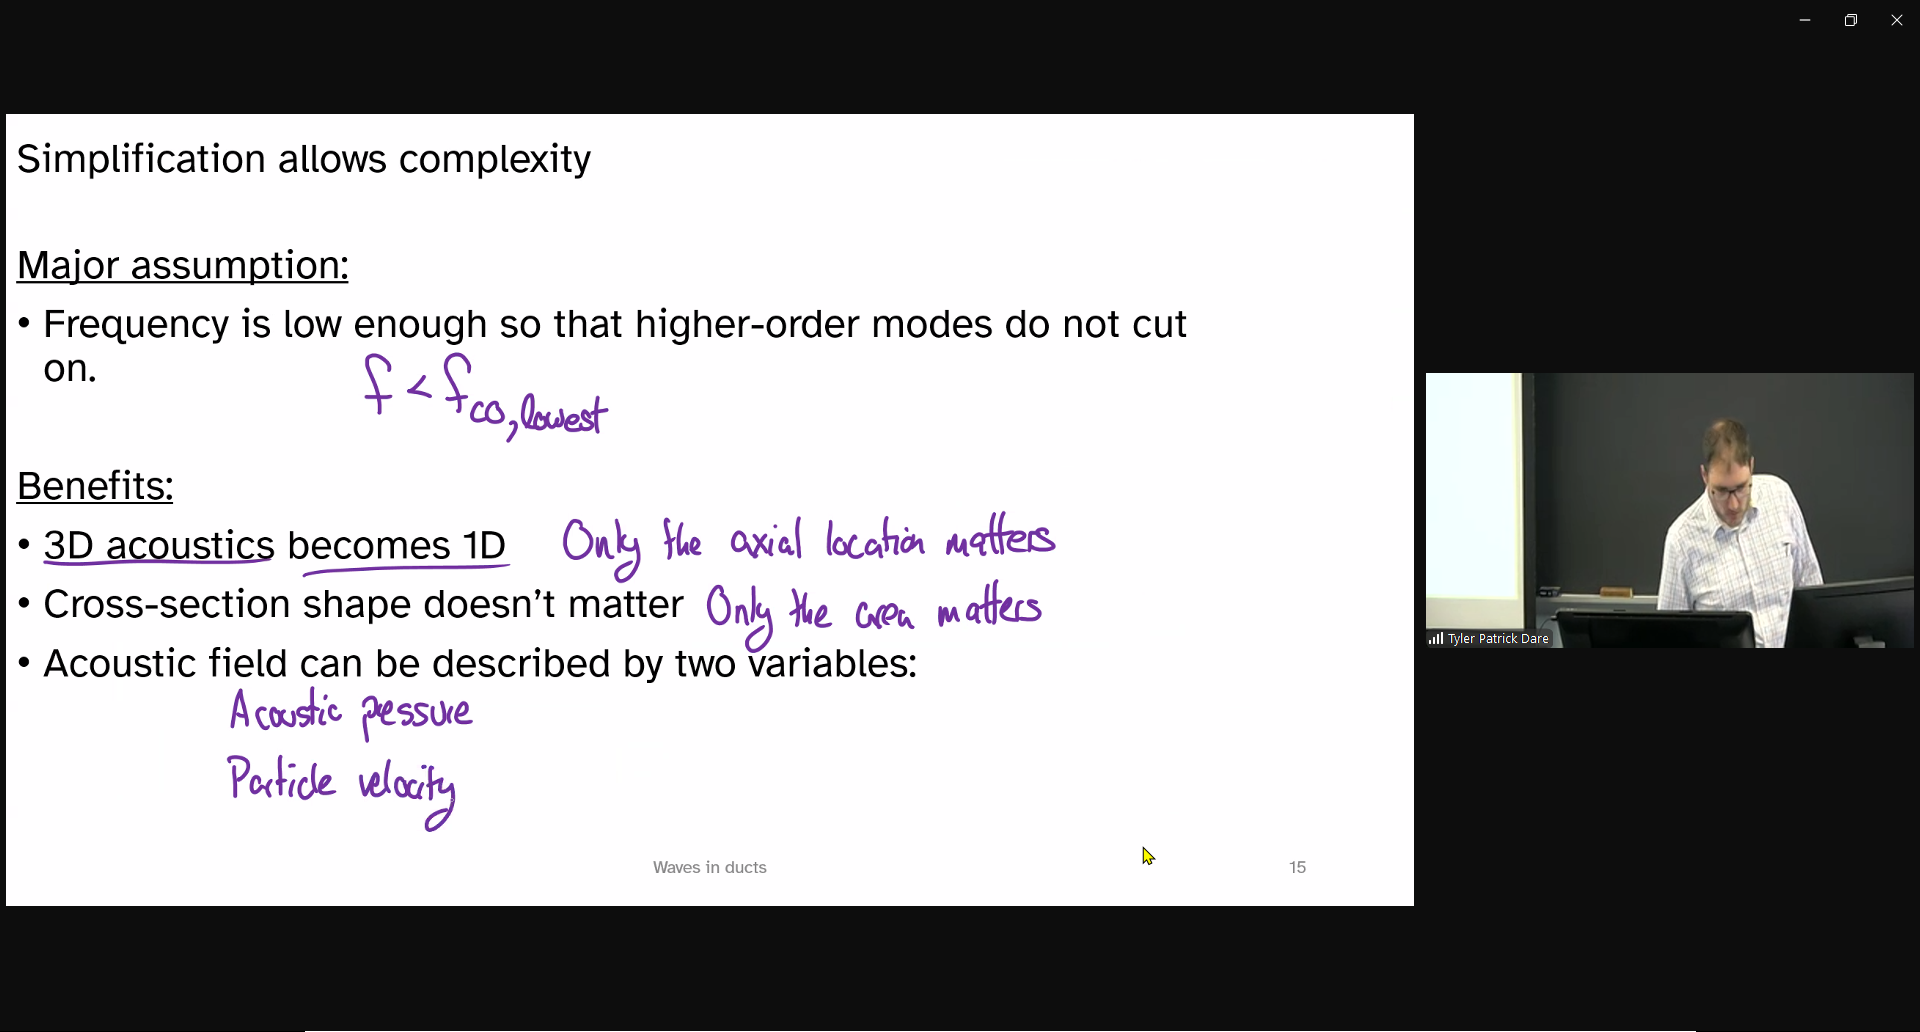 Simplification allows complexity
Major assumption:
• Frequency is low enough so that higher-order modes do not cut
on.
f < f_co,lowest
Benefits:
• 3D acoustics becomes 1D Only the axial location matters
• Cross-section shape doesn't matter Only the area matters
• Acoustic field can be described by two variables:
Acoustic pressure
Particle velocity
Waves in ducts 15
Tyler Patrick Dare